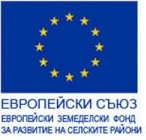 ЕВРОПЕЙСКИ СЪЮЗ
ЕВРОПЕЙСКИ ЗЕМЕДЕЛСКИ ФОНД
ЗА РАЗВИТИЕ НА СЕЛСКИТЕ РАЙОНИ